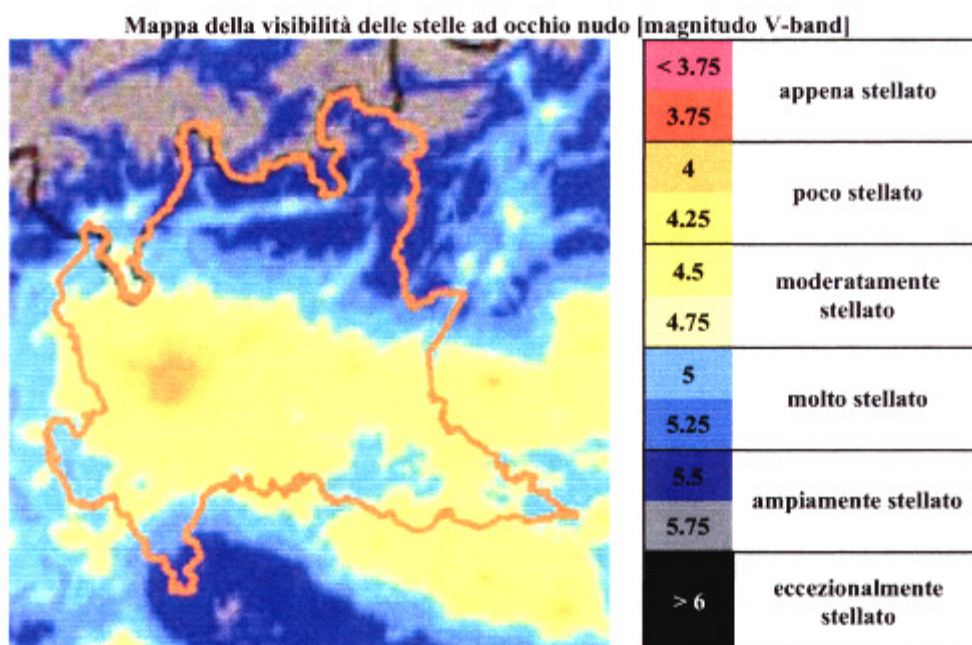 Mappa della visibilità delle stelle ad occhio nudo [magnitudo V-band]
< 3.75
3.75
appena stellato
4
4.25
poco stellato
4.5
4.75
moderatamente
stellato
5
5.25
molto stellato
5.5
5.75
ampiamente stellato
> 6
eccezionalmente
stellato